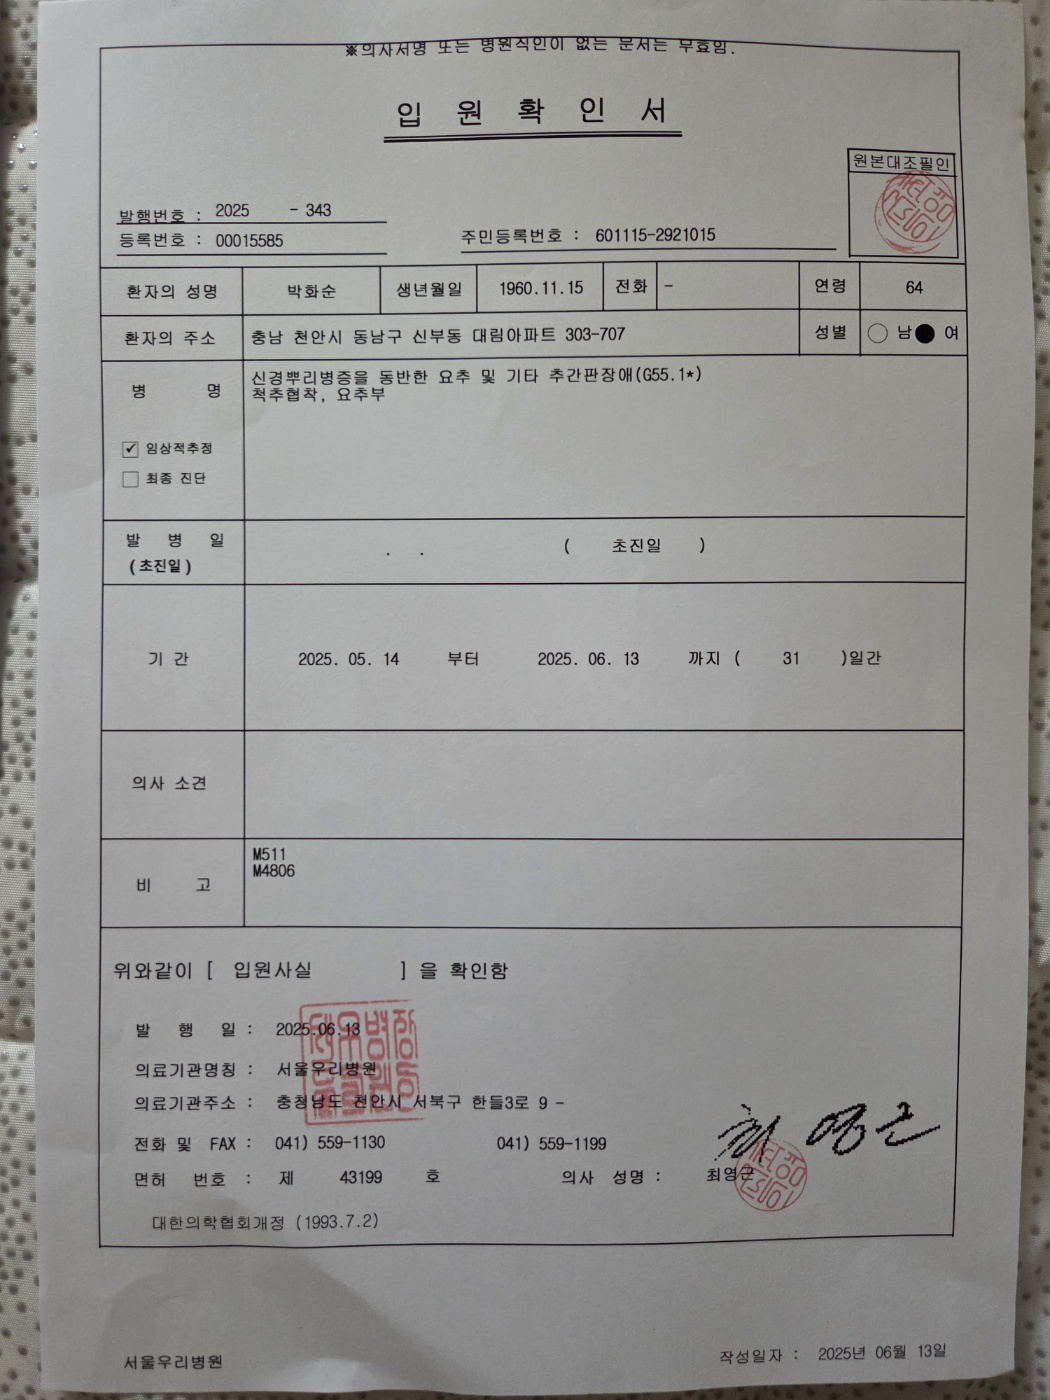 ※의사서명 또는 병원직인이 없는 문서는 무효임.
입 원 확 인 서
원본대조필인
발행번호 : 2025 - 343
등록번호 : 00015585
주민등록번호 : 601115-2921015
환자의 성명 박화순 생년월일 1960.11.15 전화 - 연령 64
환자의 주소 충남 천안시 동남구 신부동 대림아파트 303-707 성별 ○ 남 ● 여
병 명 신경뿌리병증을 동반한 요추 및 기타 추간판장애(G55.1*)
척추협착, 요추부
☑ 임상적추정
☐ 최종 진단
발 병 일 . . ( 초진일 )
(초진일)
기 간 2025. 05. 14 부터 2025. 06. 13 까지 ( 31 )일간
의사 소견
비 고 M511
M4806
위와같이 [ 입원사실 ] 을 확인함
발 행 일 : 2025.06.13
의료기관명칭 : 서울우리병원
의료기관주소 : 충청남도 천안시 서북구 한들3로 9 -
전화 및 FAX : 041) 559-1130 041) 559-1199
면허 번호 : 제 43199 호 의사 성명 : 최영근
최영근
대한의학협회개정 (1993.7.2)
서울우리병원
작성일자 : 2025년 06월 13일